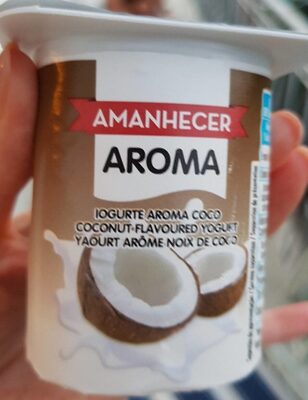 AMANHECER
AROMA
IOGURTE AROMA COCO
COCONUT-FLAVOURED YOGURT
YAOURT ARÔME NOIX DE COCO